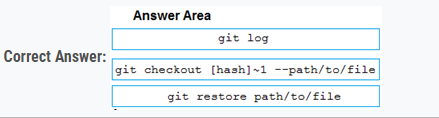 Answer Area
git log
Correct Answer:
git checkout [hash]~1 --path/to/file
git restore path/to/file